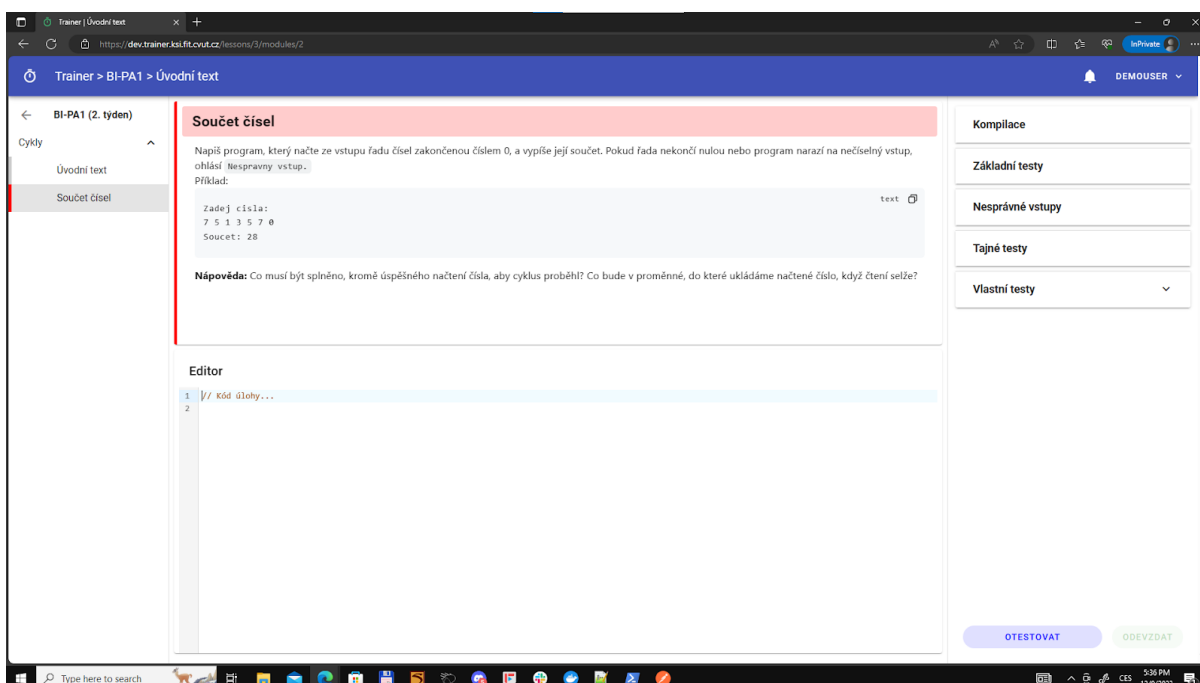 Trainer | Úvodní text
https://dev.trainer.ksi.fit.cvut.cz/lessons/3/modules/2
InPrivate
Trainer > BI-PA1 > Úvodní text
DEMOUSER
BI-PA1 (2. týden)
Cykly
Úvodní text
Součet čísel
Součet čísel
Napiš program, který načte ze vstupu řadu čísel zakončenou číslem 0, a vypíše její součet. Pokud řada nekončí nulou nebo program narazí na nečíselný vstup,
ohlásí Nespravny vstup.
Příklad:
text
Zadej cisla:
7 5 1 3 5 7 0
Soucet: 28
Nápověda: Co musí být splněno, kromě úspěšného načtení čísla, aby cyklus proběhl? Co bude v proměnné, do které ukládáme načtené číslo, když čtení selže?
Editor
1 // Kód úlohy...
2
Kompilace
Základní testy
Nesprávné vstupy
Tajné testy
Vlastní testy
OTESTOVAT
ODEVZDAT
Type here to search
CES
5:36 PM